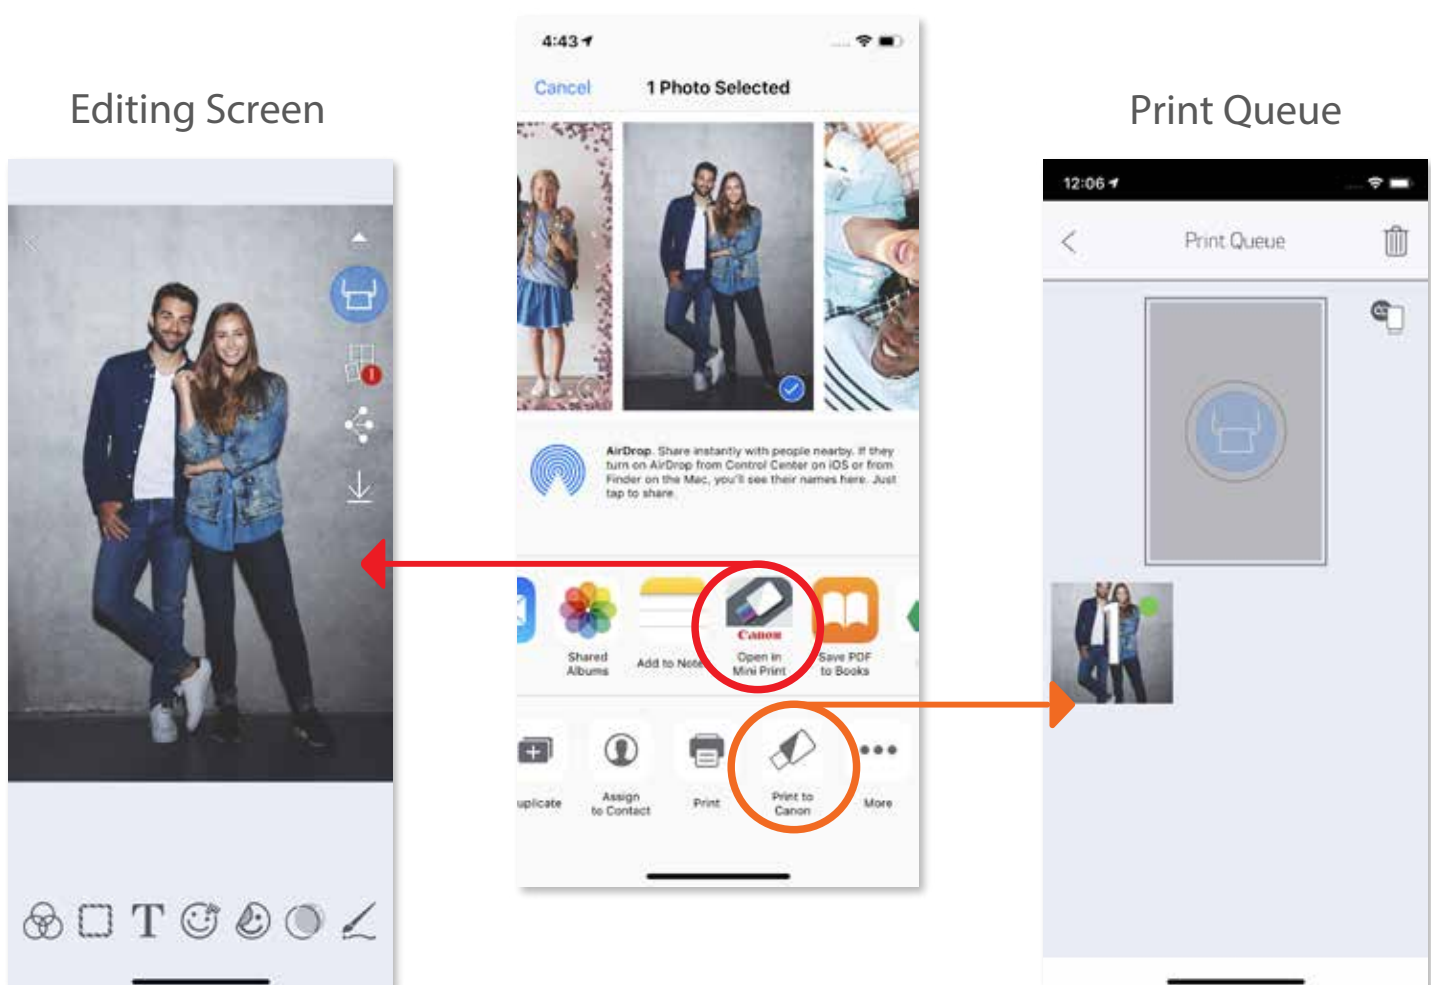 Editing Screen
1
4:43
Cancel
1 Photo Selected
AirDrop. Share instantly with people nearby. If they
turn on AirDrop from Control Center on iOS or from
Finder on the Mac, you'll see their names here. Just
tap to share.
Shared
Albums
Add to Note
Canon
Open in
Mini Print
Save PDF
to Books
uplicate
Assign
to Contact
Print
Print to
Canon
More
Print Queue
12:06
Print Queue
1
T